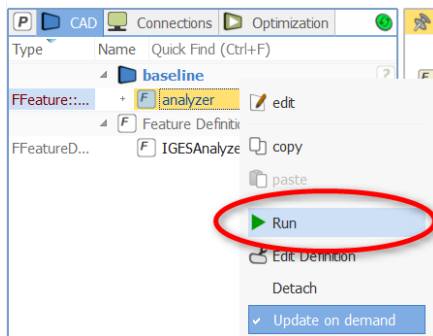 P CAD Connections Optimization
Type Name Quick Find (Ctrl+F)
baseline ?
FFeature::... + F analyzer
edit
F Feature Definitio
copy
FFeatureD... F IGESAnalyze
paste
Run
Edit Definition
Detach
✓ Update on demand